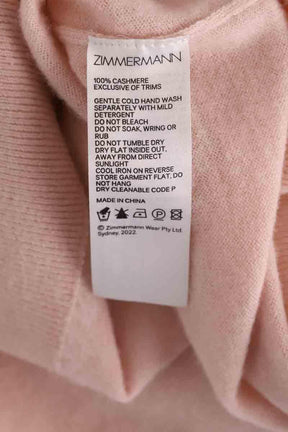 ZIMMERMANN
100% CASHMERE
EXCLUSIVE OF TRIMS
GENTLE COLD HAND WASH
SEPARATELY WITH MILD
DETERGENT
DO NOT BLEACH
DO NOT SOAK, WRING OR
RUB
DO NOT TUMBLE DRY
DRY FLAT INSIDE OUT,
AWAY FROM DIRECT
SUNLIGHT
COOL IRON ON REVERSE
STORE GARMENT FLAT, DO
NOT HANG
DRY CLEANABLE CODE P
MADE IN CHINA
© Zimmermann Wear Pty Ltd.
Sydney, 2022.